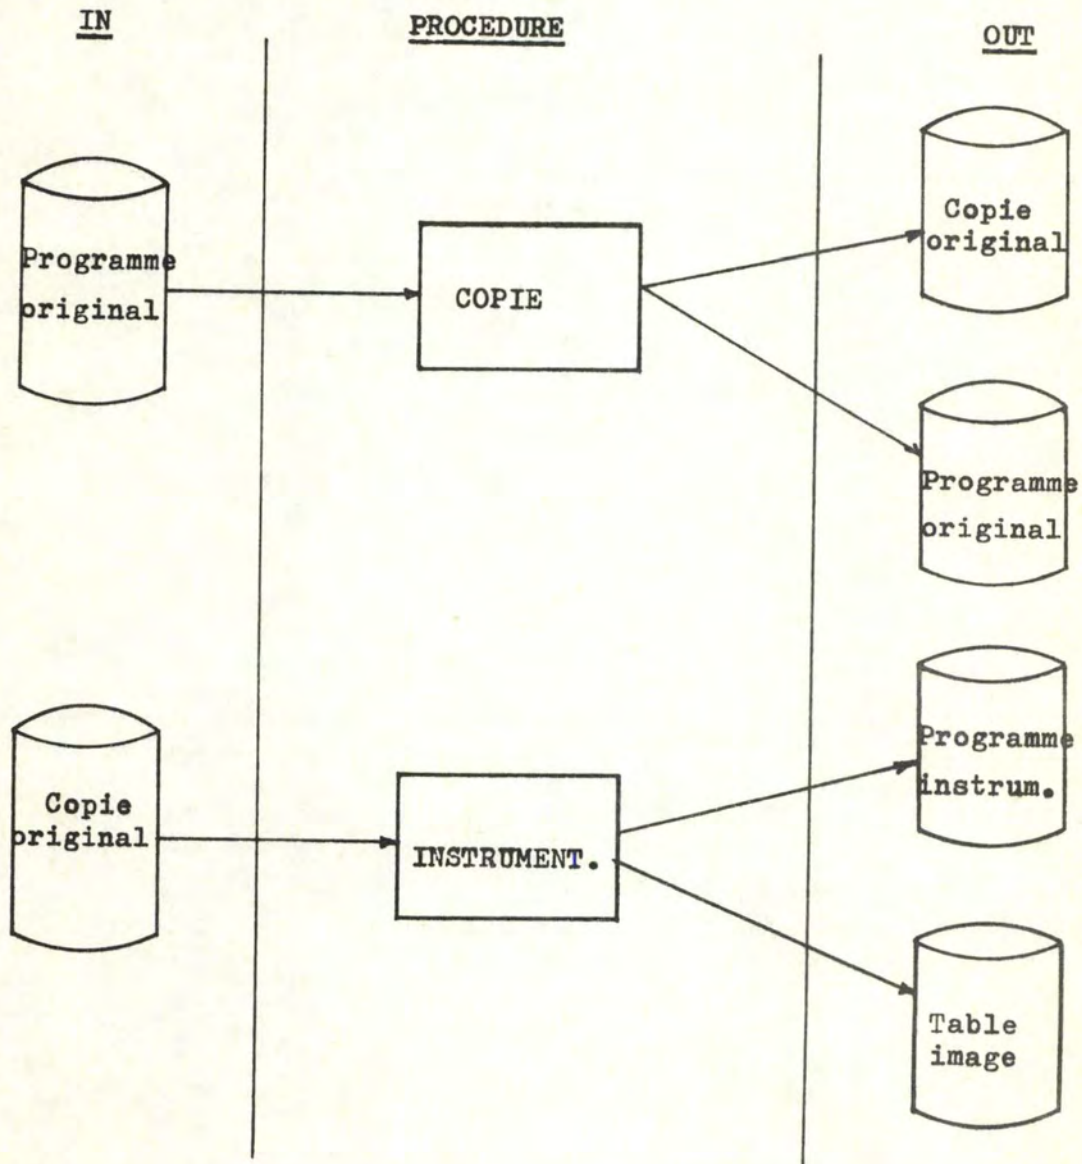 IN
PROCEDURE
OUT
Programme
original
COPIE
Copie
original
Programme
original
Copie
original
INSTRUMENT.
Programme
instrum.
Table
image